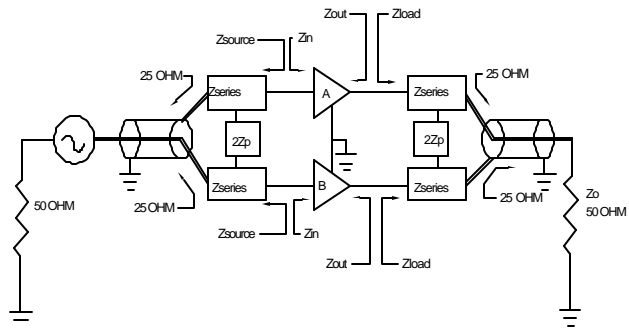 Zout
Zload
Zsource
Zin
25 OHM
Zseries
A
Zseries
25 OHM
2Zp
2Zp
50 OHM
Zseries
B
Zseries
25 OHM
25 OHM
Zo
50 OHM
Zsource
Zin
Zout
Zload